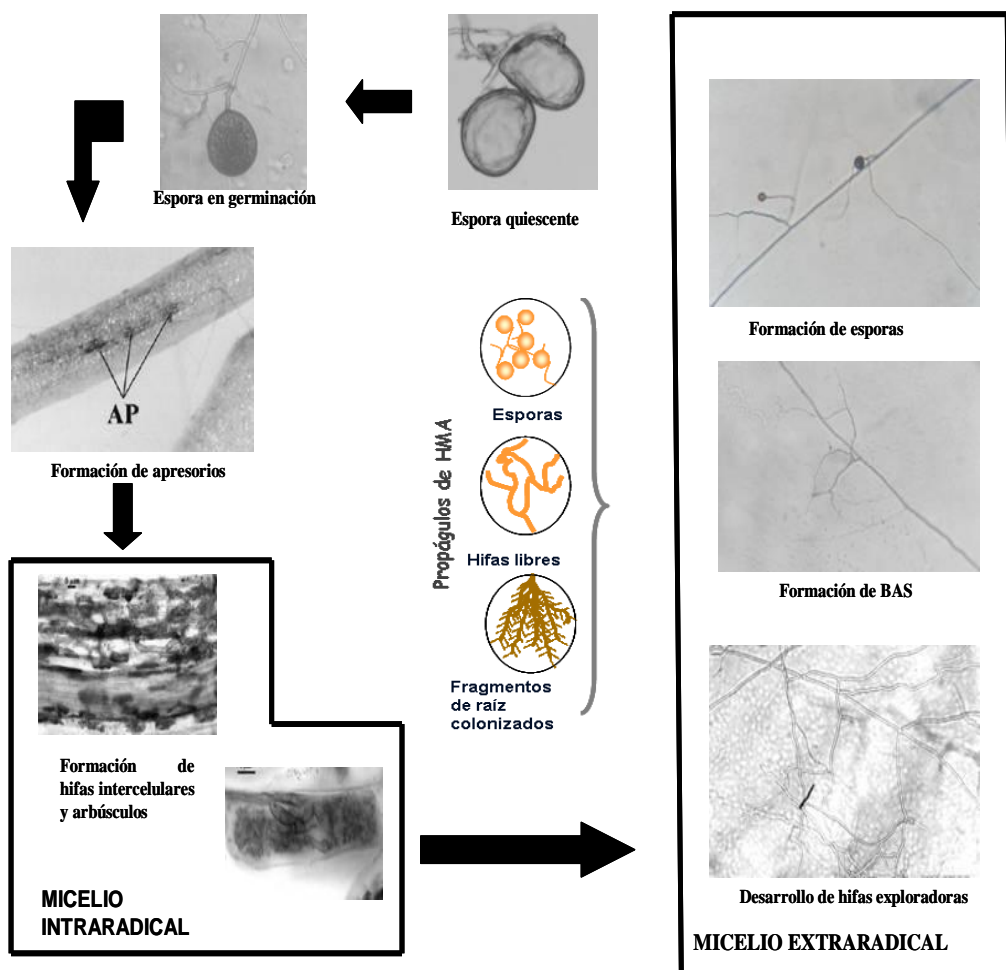 Espora en germinación
Espora quiescente
AP
Formación de apresorios
Formación de
hifas intercelulares
y arbúsculos
MICELIO
INTRARADICAL
Propágulos de HMA
Esporas
Hifas libres
Fragmentos
de raíz
colonizados
Formación de esporas
Formación de BAS
Desarrollo de hifas exploradoras
MICELIO EXTRARADICAL